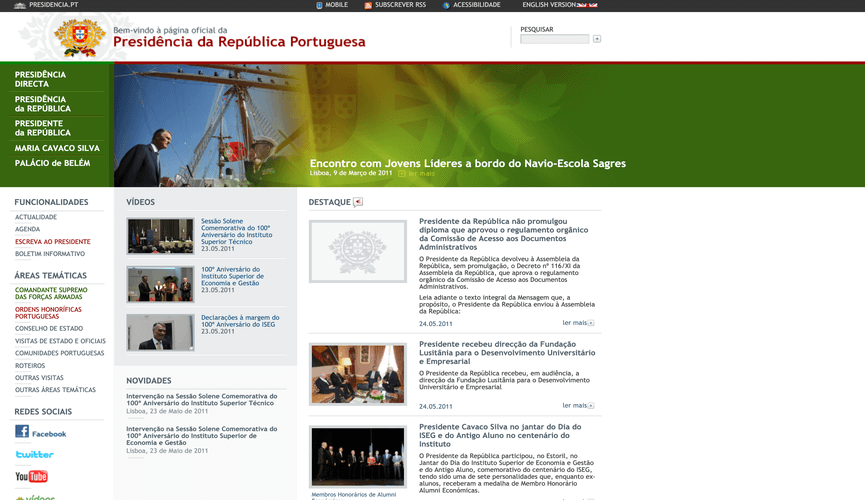 PRESIDENCIA.PT
MOBILE
SUBSCREVER RSS
ACESSIBILIDADE
ENGLISH VERSION
Bem-vindo à página oficial da
Presidência da República Portuguesa
PESQUISAR
PRESIDÊNCIA
DIRECTA
PRESIDÊNCIA
da REPÚBLICA
PRESIDENTE
da REPÚBLICA
MARIA CAVACO SILVA
PALÁCIO de BELÉM
Encontro com Jovens Líderes a bordo do Navio-Escola Sagres
Lisboa, 9 de Março de 2011
ler mais
FUNCIONALIDADES
ACTUALIDADE
AGENDA
ESCREVA AO PRESIDENTE
BOLETIM INFORMATIVO
ÁREAS TEMÁTICAS
COMANDANTE SUPREMO
DAS FORÇAS ARMADAS
ORDENS HONORÍFICAS
PORTUGUESAS
CONSELHO DE ESTADO
VISITAS DE ESTADO E OFICIAIS
COMUNIDADES PORTUGUESAS
ROTEIROS
OUTRAS VISITAS
OUTRAS ÁREAS TEMÁTICAS
REDES SOCIAIS
Facebook
twitter
YouTube
vídeos
VÍDEOS
Sessão Solene
Comemorativa do 100º
Aniversário do Instituto
Superior Técnico
23.05.2011
100º Aniversário do
Instituto Superior de
Economia e Gestão
23.05.2011
Declarações à margem do
100º Aniversário do ISEG
23.05.2011
NOVIDADES
Intervenção na Sessão Solene Comemorativa do
100º Aniversário do Instituto Superior Técnico
Lisboa, 23 de Maio de 2011
Intervenção na Sessão Solene Comemorativa do
100º Aniversário do Instituto Superior de
Economia e Gestão
Lisboa, 23 de Maio de 2011
DESTAQUE
Presidente da República não promulgou
diploma que aprovou o regulamento orgânico
da Comissão de Acesso aos Documentos
Administrativos
O Presidente da República devolveu à Assembleia da
República, sem promulgação, o Decreto nº 116/XI da
Assembleia da República, que aprova o regulamento
orgânico da Comissão de Acesso aos Documentos
Administrativos.
Leia adiante o texto integral da Mensagem que, a
propósito, o Presidente da República enviou à Assembleia
da República:
24.05.2011
ler mais
Presidente recebeu direcção da Fundação
Lusitânia para o Desenvolvimento Universitário
e Empresarial
O Presidente da República recebeu, em audiência, a
direcção da Fundação Lusitânia para o Desenvolvimento
Universitário e Empresarial
24.05.2011
ler mais
Presidente Cavaco Silva no jantar do Dia do
ISEG e do Antigo Aluno no centenário do
Instituto
O Presidente da República participou, no Estoril, no
Jantar do Dia do Instituto Superior de Economia e Gestão
e do Antigo Aluno, comemorativo do centenário do ISEG,
tendo sido uma de sete personalidades que, enquanto ex-
alunos, receberam a medalha de Membro Honorário
Alumni Económicas.
Membros Honorários de Alumni
ler mais